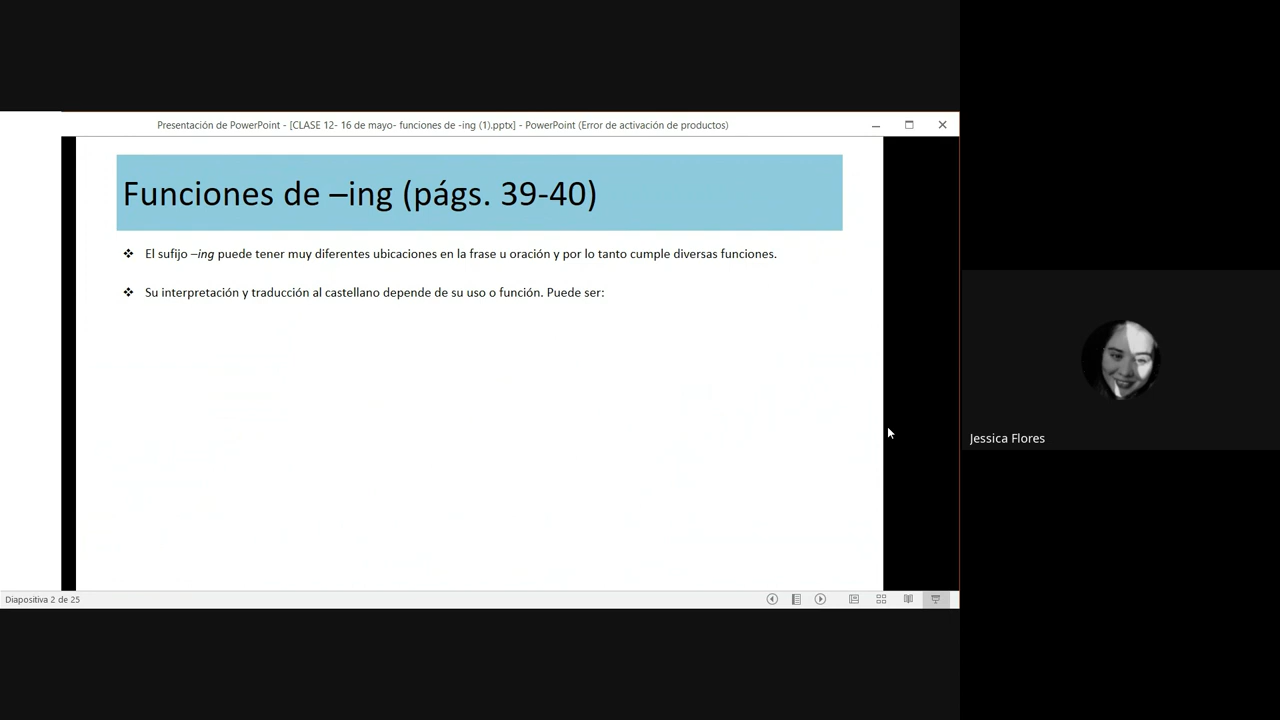 Presentación de PowerPoint - [CLASE 12- 16 de mayo- funciones de -ing (1).pptx] - PowerPoint (Error de activación de productos)
Funciones de –ing (págs. 39-40)
❖ El sufijo –ing puede tener muy diferentes ubicaciones en la frase u oración y por lo tanto cumple diversas funciones.
❖ Su interpretación y traducción al castellano depende de su uso o función. Puede ser:
Jessica Flores
Diapositiva 2 de 25